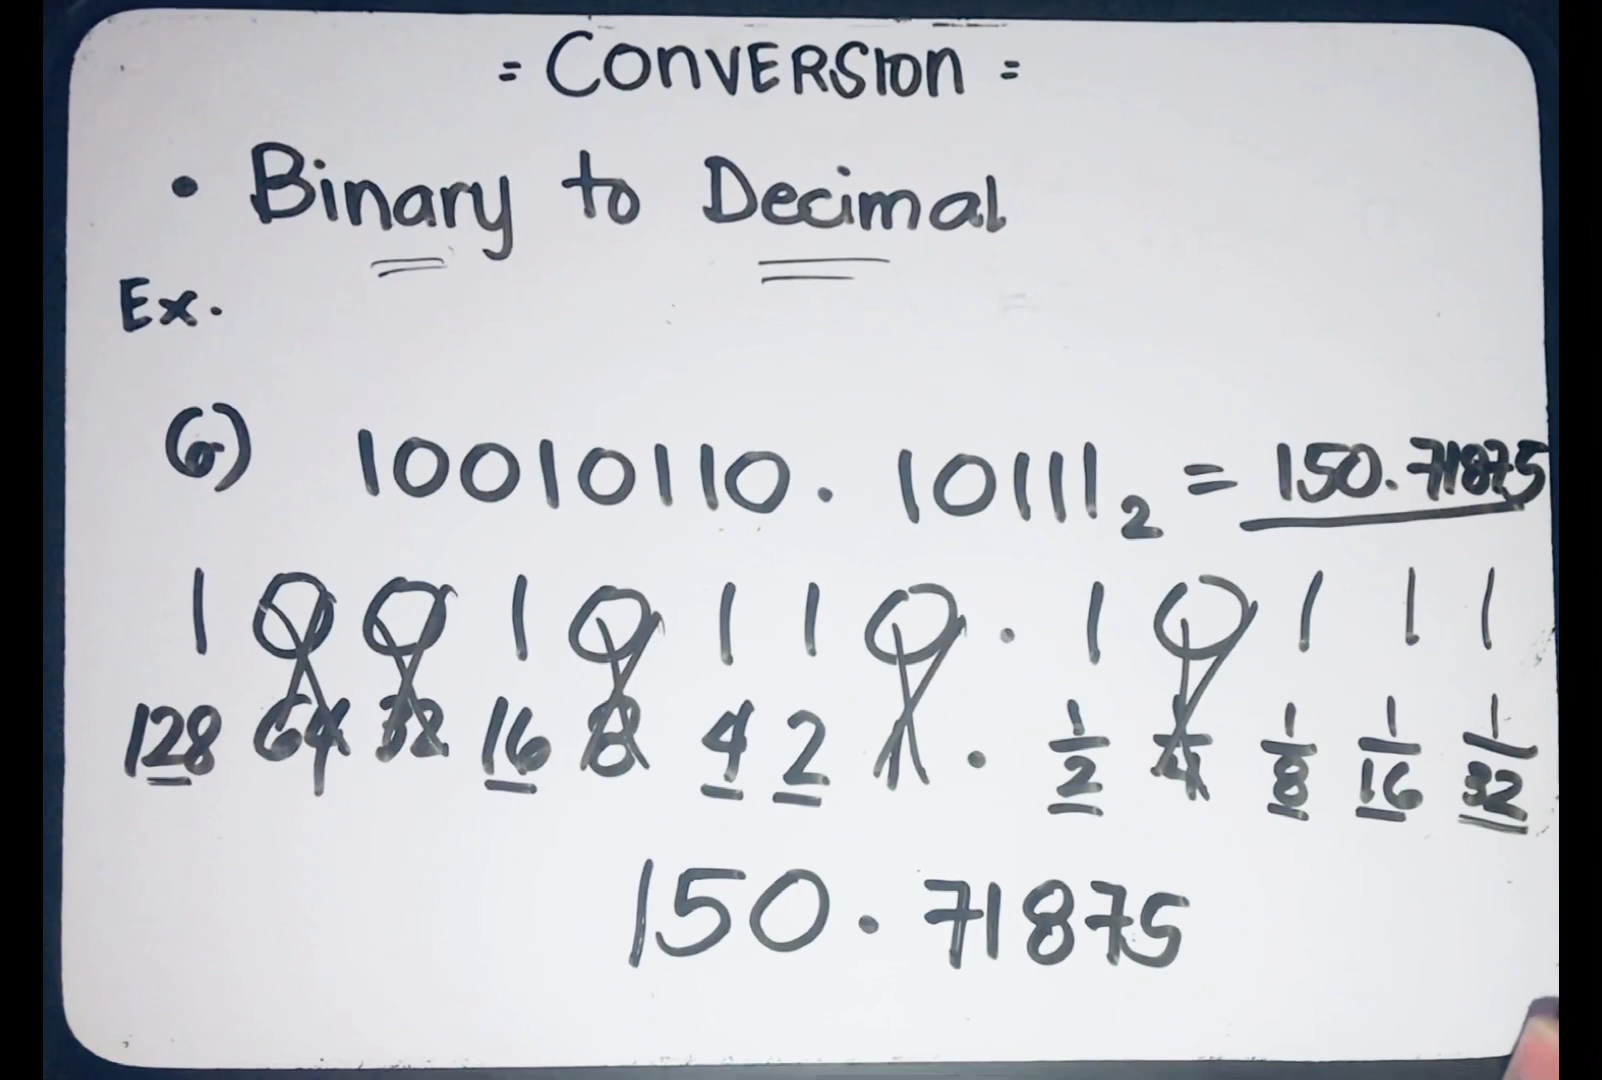 = CONVERSION =
• Binary to Decimal
Ex.
6) 10010110.10111₂ = 150.71875
1 0 0 1 0 1 1 0 . 1 0 1 1 1
128 64 32 16 8 4 2 1 . 1/2 1/4 1/8 1/16 1/32
150.71875